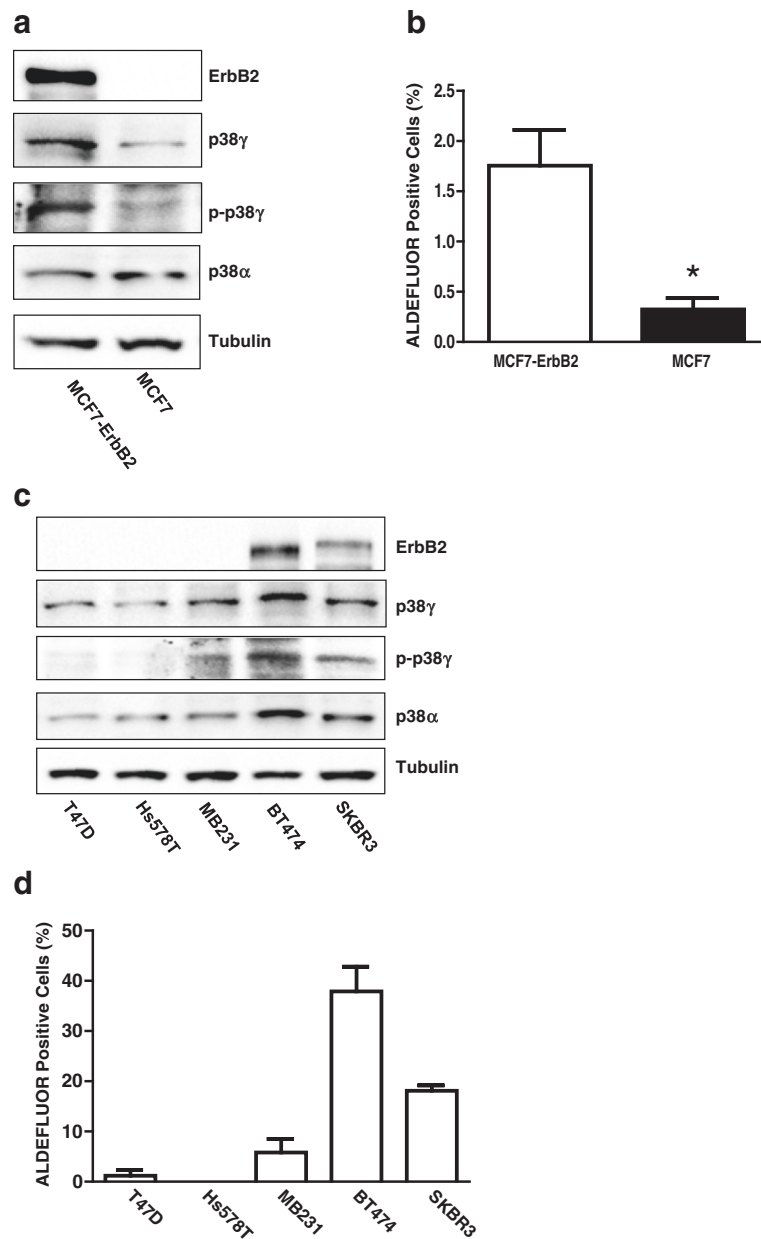 a
ErbB2
p38γ
p-p38γ
p38α
Tubulin
MCF7-ErbB2
MCF7
b
ALDEFLUOR Positive Cells (%)
2.5
2.0
1.5
1.0
0.5
0.0
*
MCF7-ErbB2
MCF7
c
ErbB2
p38γ
p-p38γ
p38α
Tubulin
T47D
Hs578T
MB231
BT474
SKBR3
d
ALDEFLUOR Positive Cells (%)
50
40
30
20
10
0
T47D
Hs578T
MB231
BT474
SKBR3